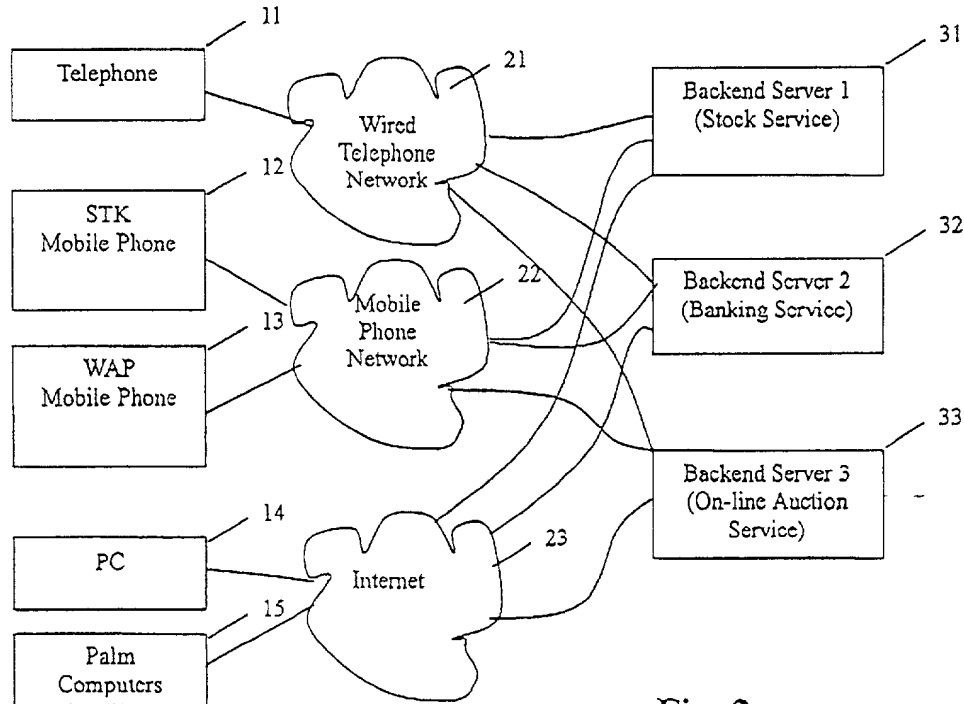 11
Telephone
12
STK
Mobile Phone
13
WAP
Mobile Phone
14
PC
15
Palm
Computers
21
Wired
Telephone
Network
22
Mobile
Phone
Network
23
Internet
31
Backend Server 1
(Stock Service)
32
Backend Server 2
(Banking Service)
33
Backend Server 3
(On-line Auction
Service)